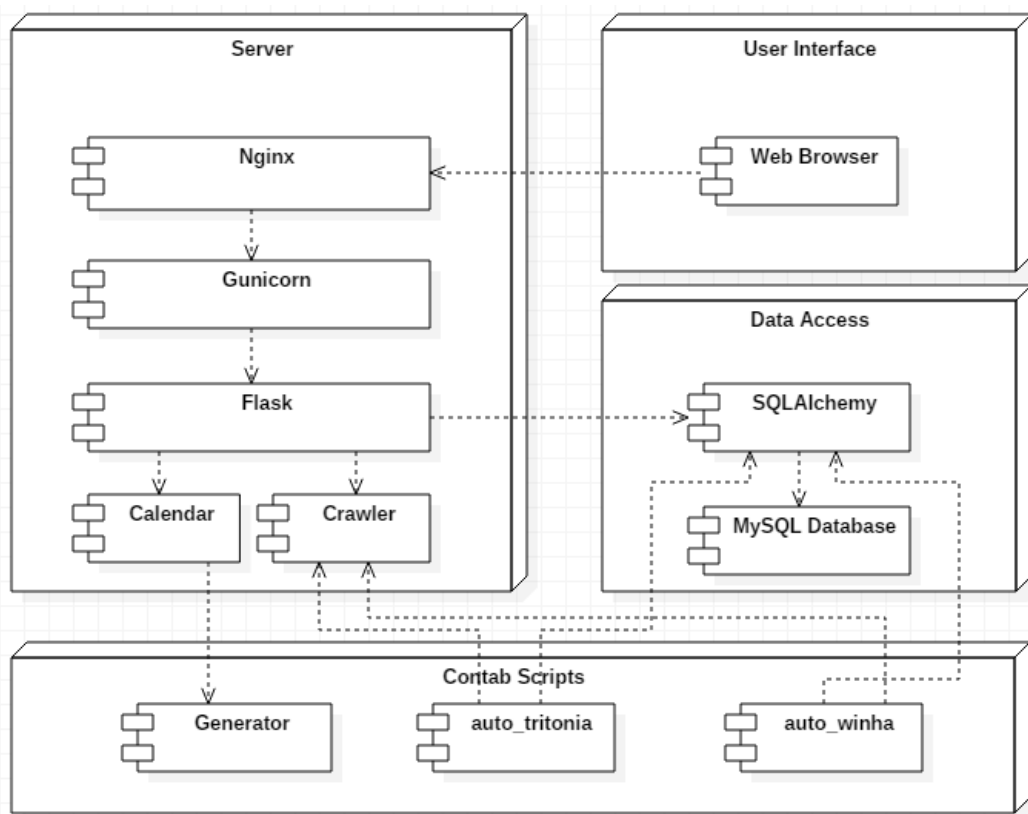 Server
User Interface
Nginx
Web Browser
Gunicorn
Data Access
Flask
SQLAlchemy
Calendar
Crawler
MySQL Database
Contab Scripts
Generator
auto_tritonia
auto_winha